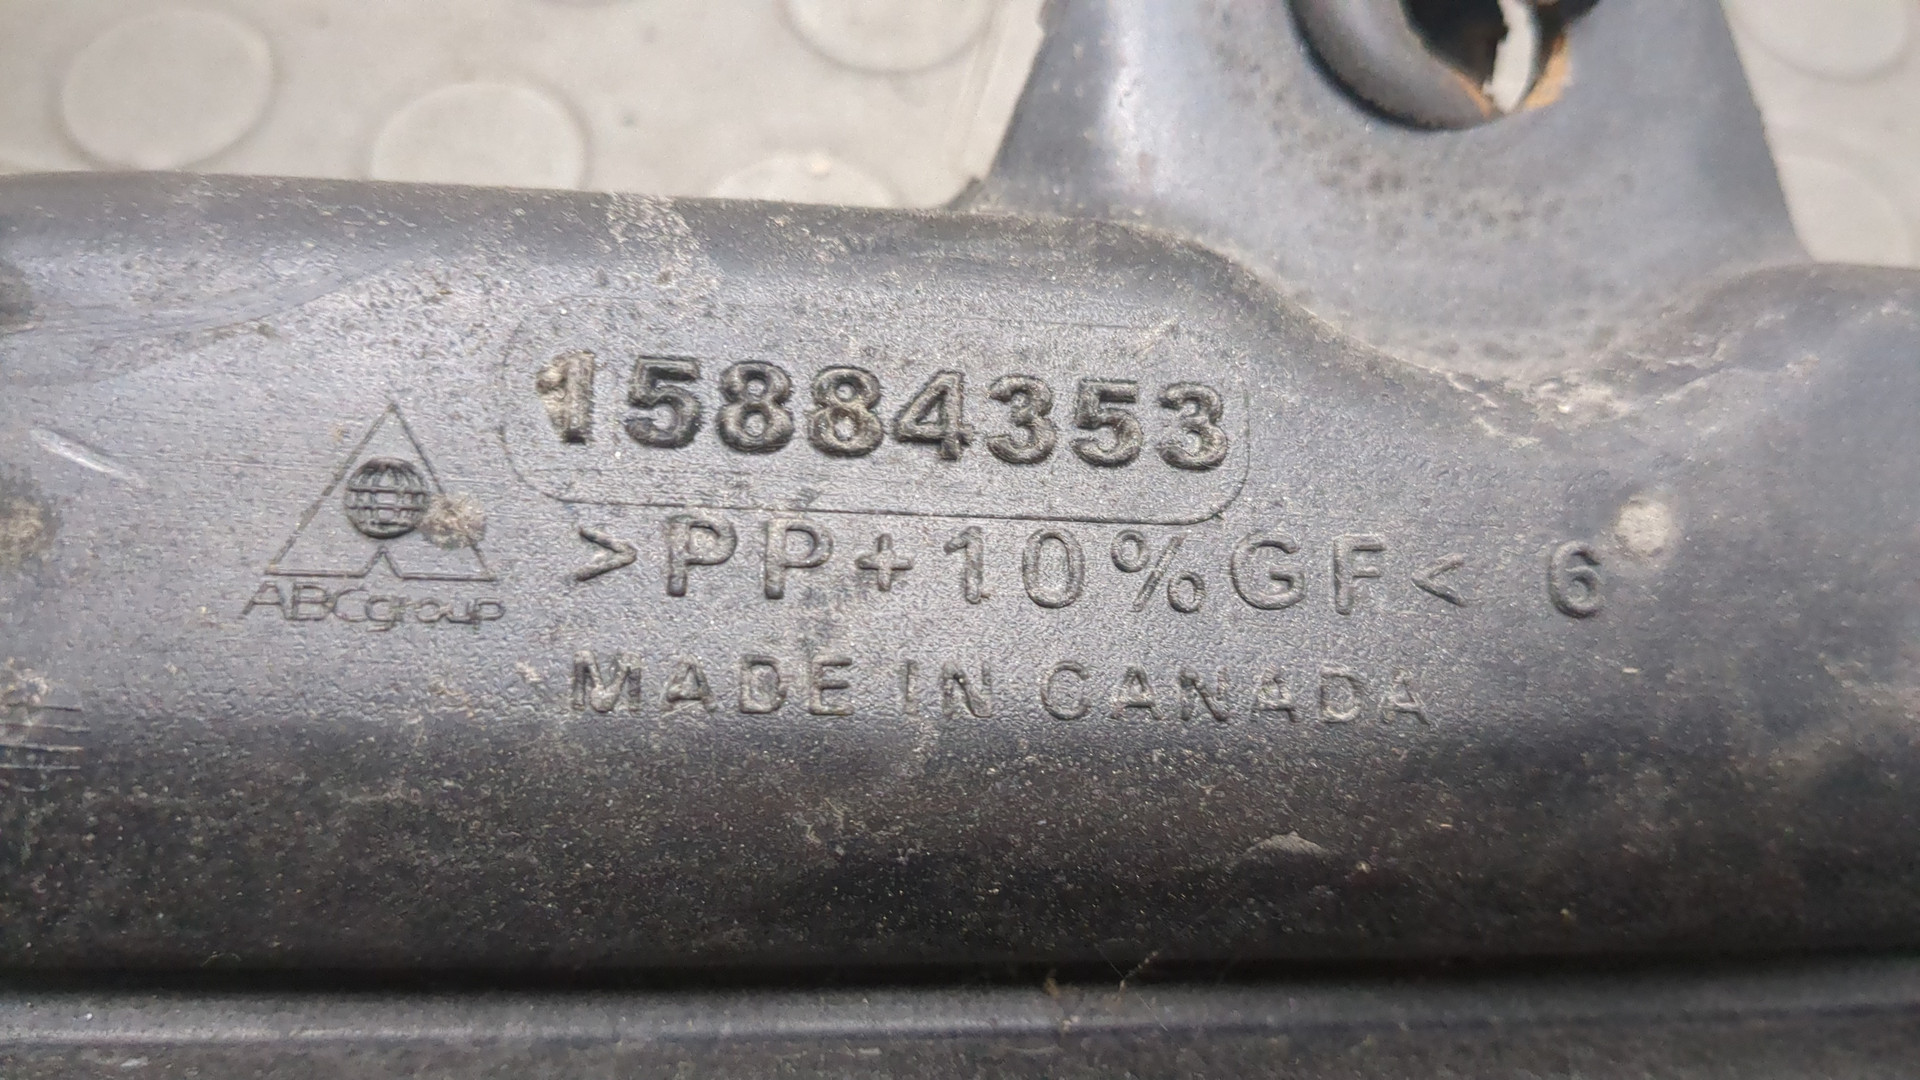 15884353
ABCgroup
>PP+10%GF< 6
MADE IN CANADA